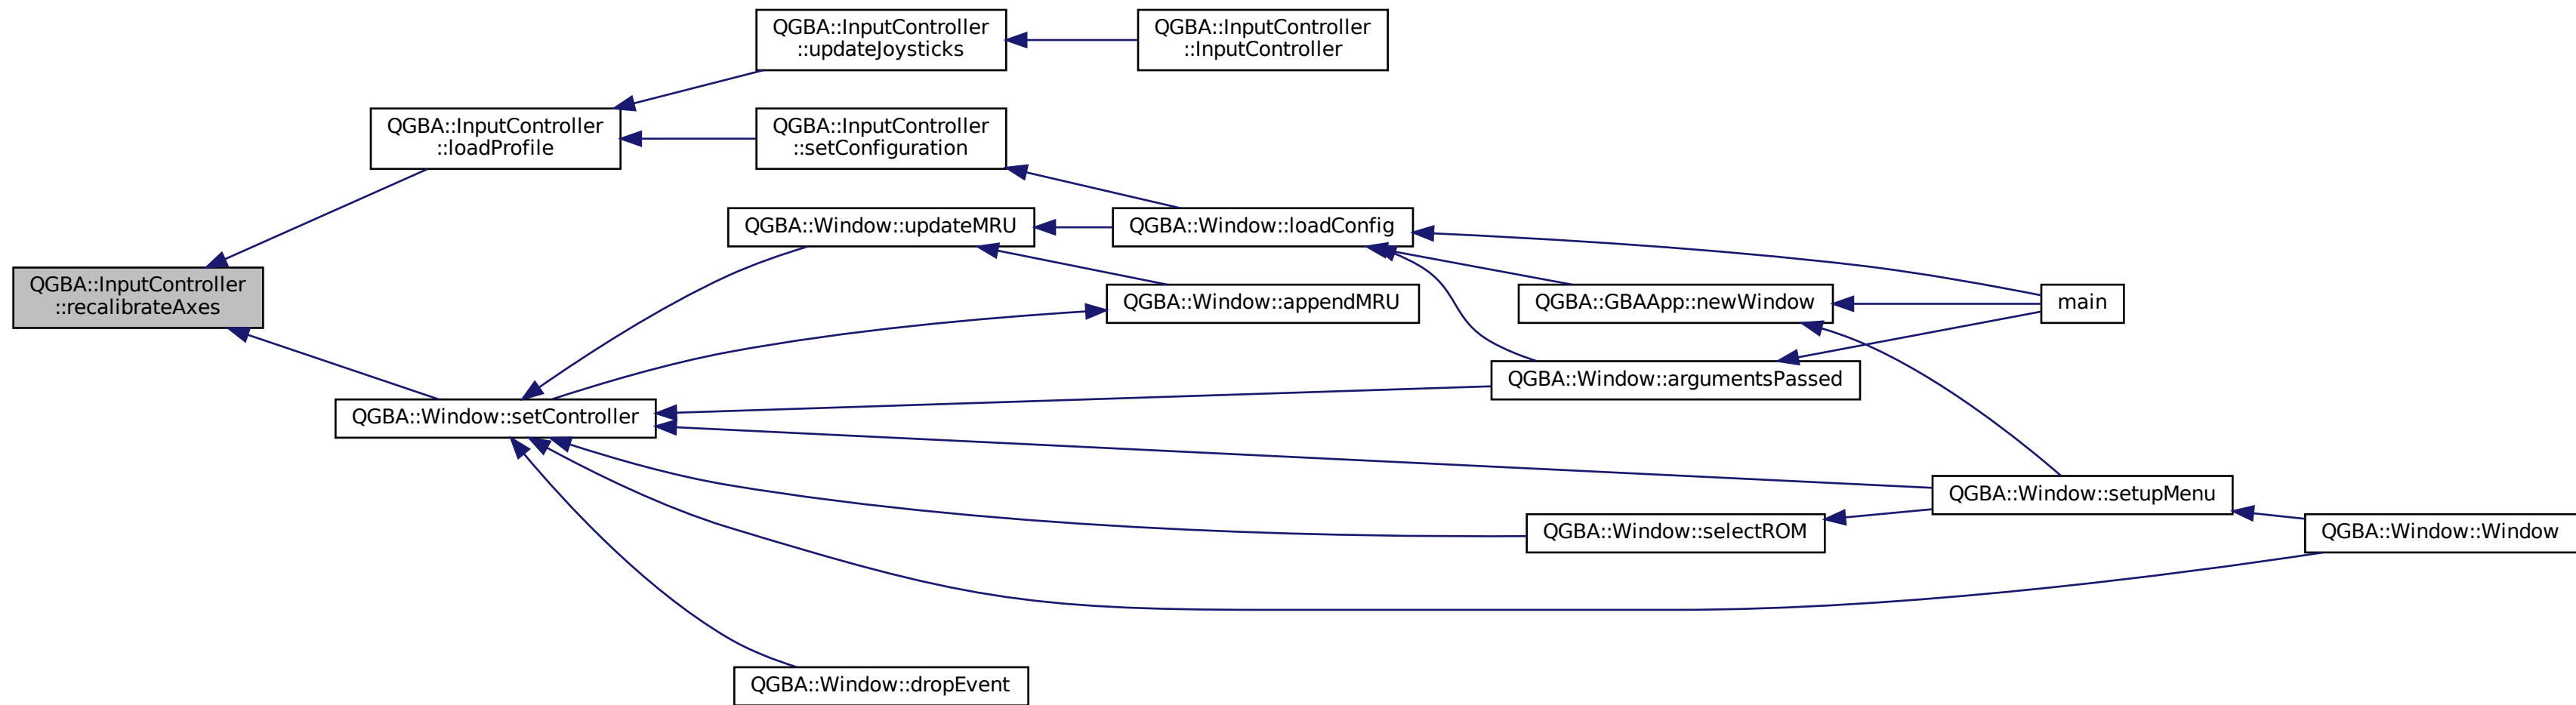 QGBA::InputController
::updateJoysticks
QGBA::InputController
::InputController
QGBA::InputController
::loadProfile
QGBA::InputController
::setConfiguration
QGBA::Window::updateMRU
QGBA::Window::loadConfig
QGBA::InputController
::recalibrateAxes
QGBA::Window::appendMRU
QGBA::GBAApp::newWindow
main
QGBA::Window::argumentsPassed
QGBA::Window::setController
QGBA::Window::setupMenu
QGBA::Window::selectROM
QGBA::Window::Window
QGBA::Window::dropEvent